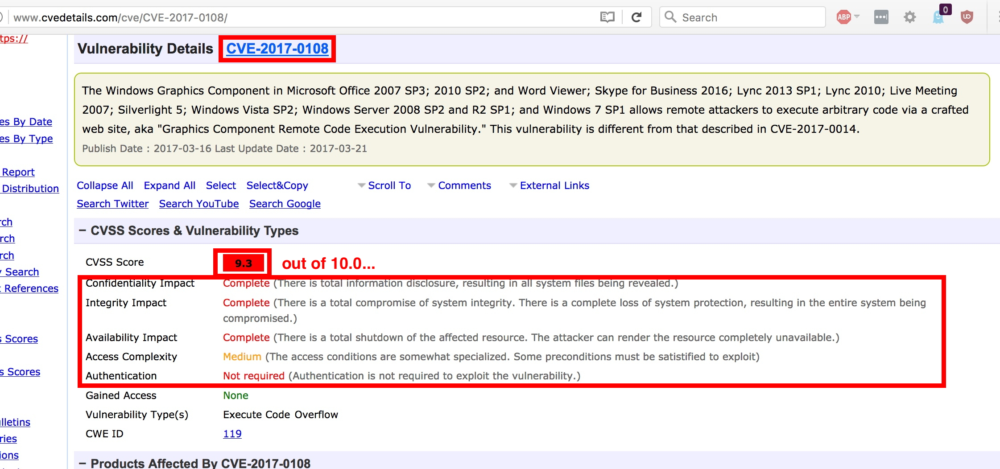 www.cvedetails.com/cve/CVE-2017-0108/
Search
ABP
0
tps://
Vulnerability Details CVE-2017-0108
The Windows Graphics Component in Microsoft Office 2007 SP3; 2010 SP2; and Word Viewer; Skype for Business 2016; Lync 2013 SP1; Lync 2010; Live Meeting
2007; Silverlight 5; Windows Vista SP2; Windows Server 2008 SP2 and R2 SP1; and Windows 7 SP1 allows remote attackers to execute arbitrary code via a crafted
web site, aka "Graphics Component Remote Code Execution Vulnerability." This vulnerability is different from that described in CVE-2017-0014.
Publish Date : 2017-03-16 Last Update Date : 2017-03-21
es By Date
es By Type
Report
Distribution
rch
rch
rch
y Search
References
s Scores
s Scores
lletins
ries
ions
Collapse All Expand All Select Select&Copy Scroll To Comments External Links
Search Twitter Search YouTube Search Google
− CVSS Scores & Vulnerability Types
CVSS Score 9.3 out of 10.0...
Confidentiality Impact Complete (There is total information disclosure, resulting in all system files being revealed.)
Integrity Impact Complete (There is a total compromise of system integrity. There is a complete loss of system protection, resulting in the entire system being
compromised.)
Availability Impact Complete (There is a total shutdown of the affected resource. The attacker can render the resource completely unavailable.)
Access Complexity Medium (The access conditions are somewhat specialized. Some preconditions must be satistified to exploit)
Authentication Not required (Authentication is not required to exploit the vulnerability.)
Gained Access None
Vulnerability Type(s) Execute Code Overflow
CWE ID 119
− Products Affected By CVE-2017-0108